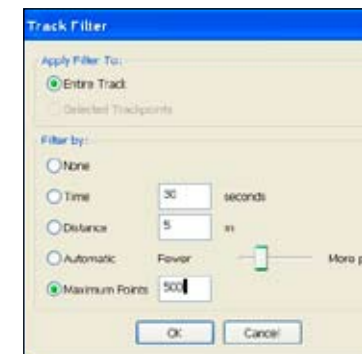 Track Filter
Apply Filter To:
Entire Track
Selected Trackpoints
Filter by:
None
Time 30 seconds
Distance 5 m
Automatic Fewer More p
Maximum Points 500
OK Cancel